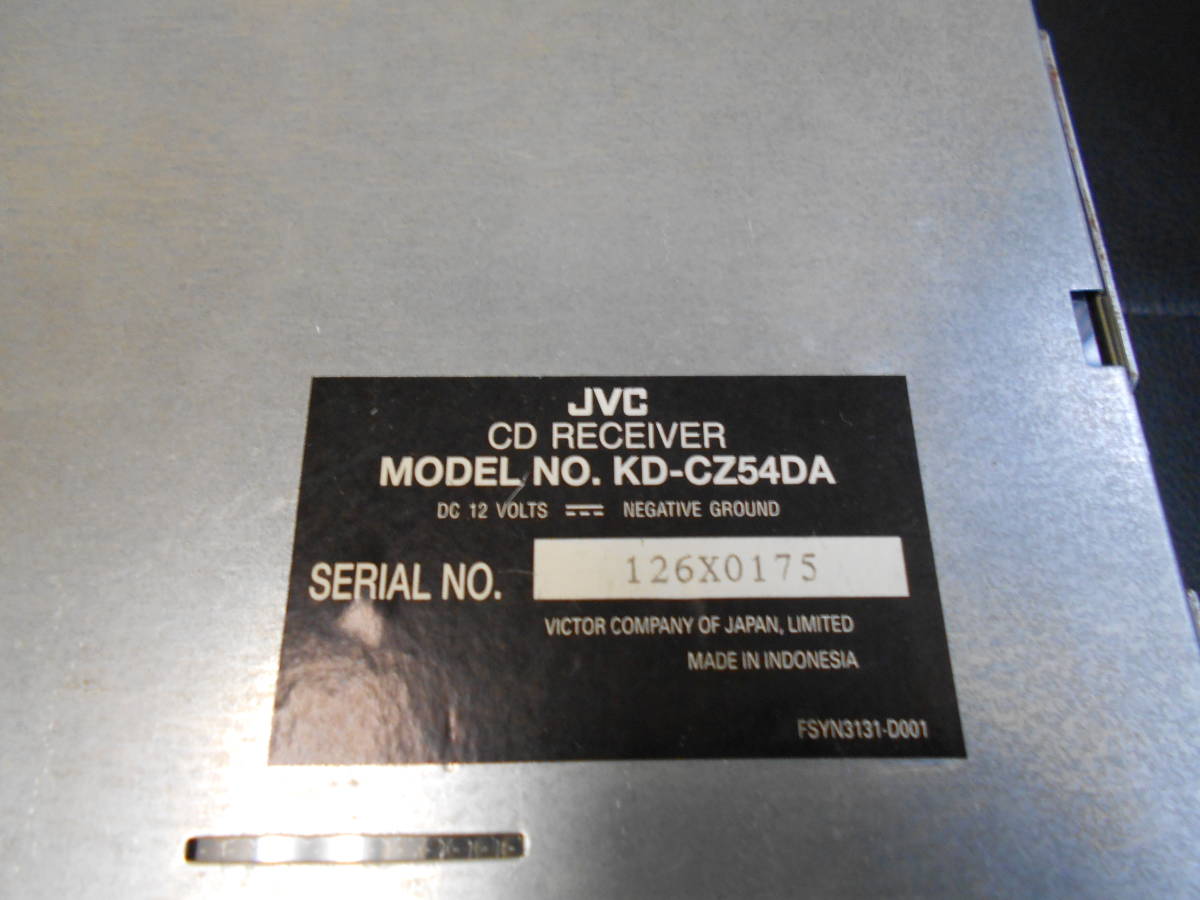 JVC
CD RECEIVER
MODEL NO. KD-CZ54DA
DC 12 VOLTS NEGATIVE GROUND
SERIAL NO. 126X0175
VICTOR COMPANY OF JAPAN, LIMITED
MADE IN INDONESIA
FSYN3131-D001